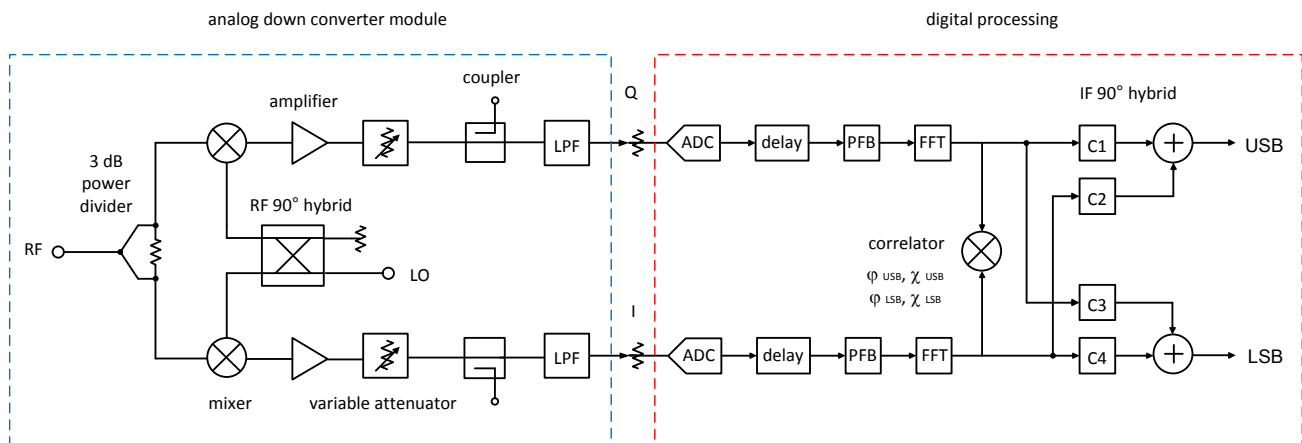 analog down converter module
digital processing
coupler
Q
IF 90° hybrid
amplifier
LPF
ADC
delay
PFB
FFT
C1
USB
3 dB
power
divider
C2
RF 90° hybrid
RF
LO
correlator
φ USB, χ USB
φ LSB, χ LSB
I
C3
LPF
ADC
delay
PFB
FFT
C4
LSB
mixer
variable attenuator